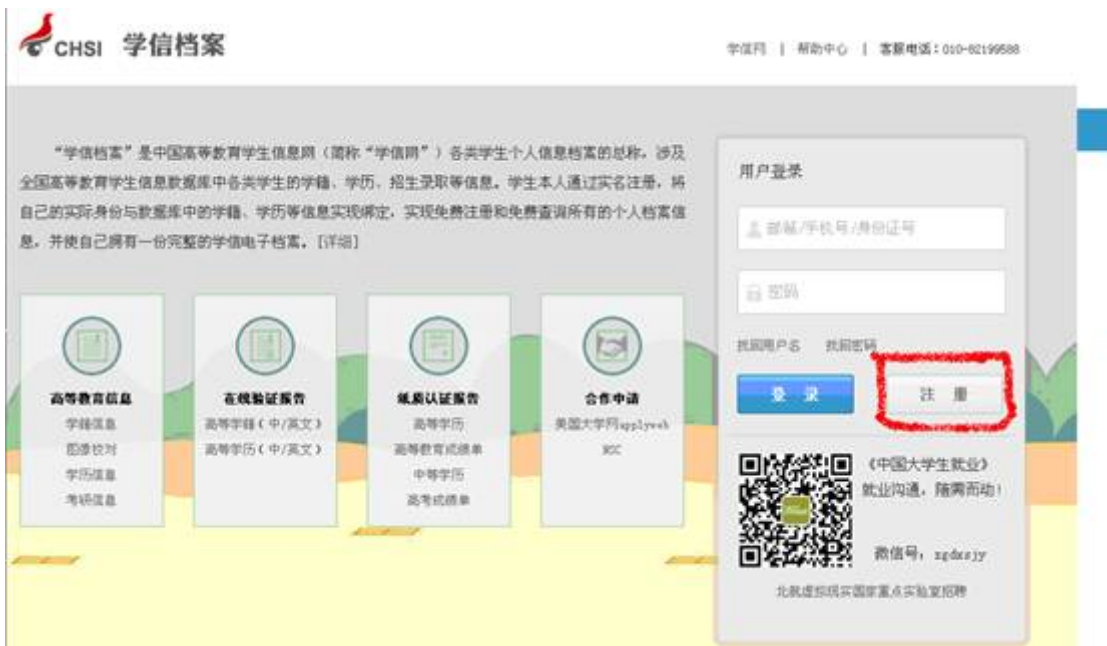 CHSI 学信档案
学信网 | 帮助中心 | 客服电话：010-82199588
“学信档案”是中国高等教育学生信息网（简称“学信网”）各类学生个人信息档案的总称。涉及
全国高等教育学生信息数据库中各类学生的学籍、学历、招生录取等信息。学生本人通过实名注册，将
自己的实际身份与数据库中的学籍、学历等信息实现绑定，实现免费注册和免费查询所有的个人档案信
息，并使自己拥有一份完整的学信电子档案。[详细]
高等教育信息
学籍信息
图像校对
学历信息
考研信息
在线验证报告
高等学籍（中/英文）
高等学历（中/英文）
纸质认证报告
高等学历
高等教育成绩单
中等学历
高考成绩单
合作申请
美国大学网applyweb
用户登录
邮箱/手机号/身份证号
密码
找回用户名 找回密码
登 录
注 册
《中国大学生就业》
就业沟通，随需而动！
微信号：zgdxsjy
北航虚拟现实国家重点实验室招聘